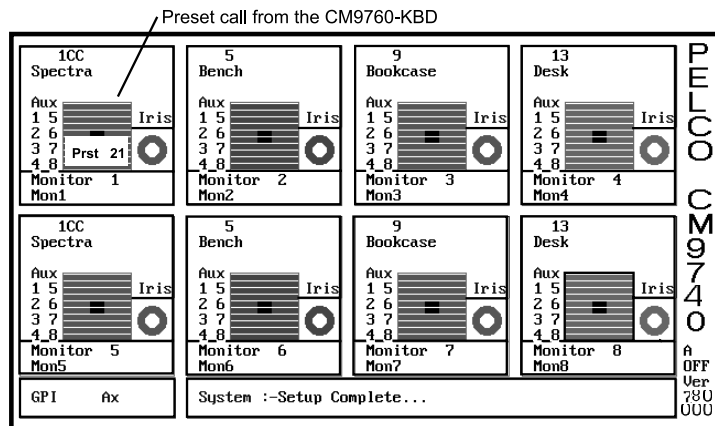 Preset call from the CM9760-KBD
1CC
Spectra
Aux
1 5
Iris
2 6
3 7
4 8
Prst 21
Monitor 1
Mon1
5
Bench
Aux
1 5
Iris
2 6
3 7
4 8
Monitor 2
Mon2
9
Bookcase
Aux
1 5
Iris
2 6
3 7
4 8
Monitor 3
Mon3
13
Desk
Aux
1 5
Iris
2 6
3 7
4 8
Monitor 4
Mon4
1CC
Spectra
Aux
1 5
Iris
2 6
3 7
4 8
Monitor 5
Mon5
5
Bench
Aux
1 5
Iris
2 6
3 7
4 8
Monitor 6
Mon6
9
Bookcase
Aux
1 5
Iris
2 6
3 7
4 8
Monitor 7
Mon7
13
Desk
Aux
1 5
Iris
2 6
3 7
4 8
Monitor 8
Mon8
PELCO CM9740
A
OFF
Ver
780
000
GPI Ax
System :-Setup Complete...